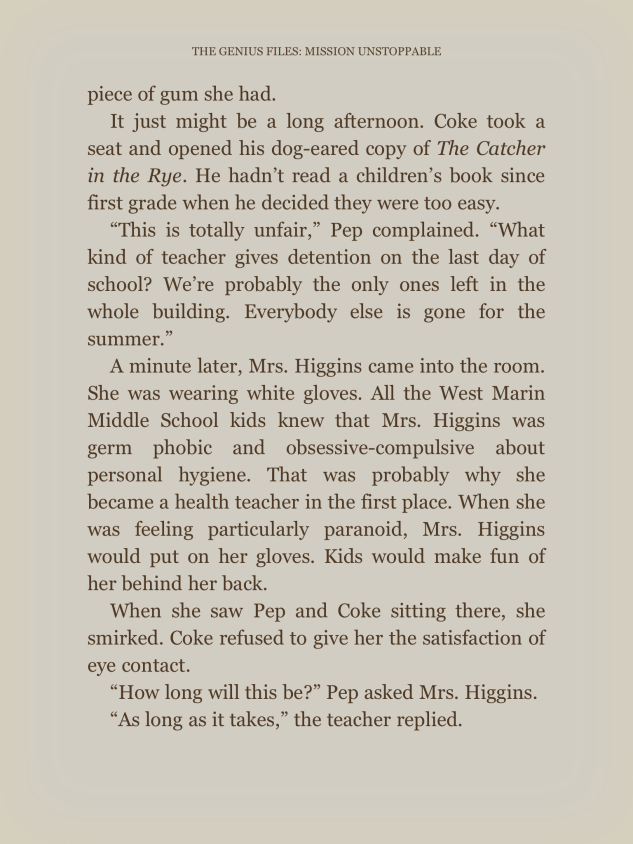 THE GENIUS FILES: MISSION UNSTOPPABLE
piece of gum she had.
It just might be a long afternoon. Coke took a
seat and opened his dog-eared copy of The Catcher
in the Rye. He hadn’t read a children’s book since
first grade when he decided they were too easy.
“This is totally unfair,” Pep complained. “What
kind of teacher gives detention on the last day of
school? We’re probably the only ones left in the
whole building. Everybody else is gone for the
summer.”
A minute later, Mrs. Higgins came into the room.
She was wearing white gloves. All the West Marin
Middle School kids knew that Mrs. Higgins was
germ phobic and obsessive-compulsive about
personal hygiene. That was probably why she
became a health teacher in the first place. When she
was feeling particularly paranoid, Mrs. Higgins
would put on her gloves. Kids would make fun of
her behind her back.
When she saw Pep and Coke sitting there, she
smirked. Coke refused to give her the satisfaction of
eye contact.
“How long will this be?” Pep asked Mrs. Higgins.
“As long as it takes,” the teacher replied.